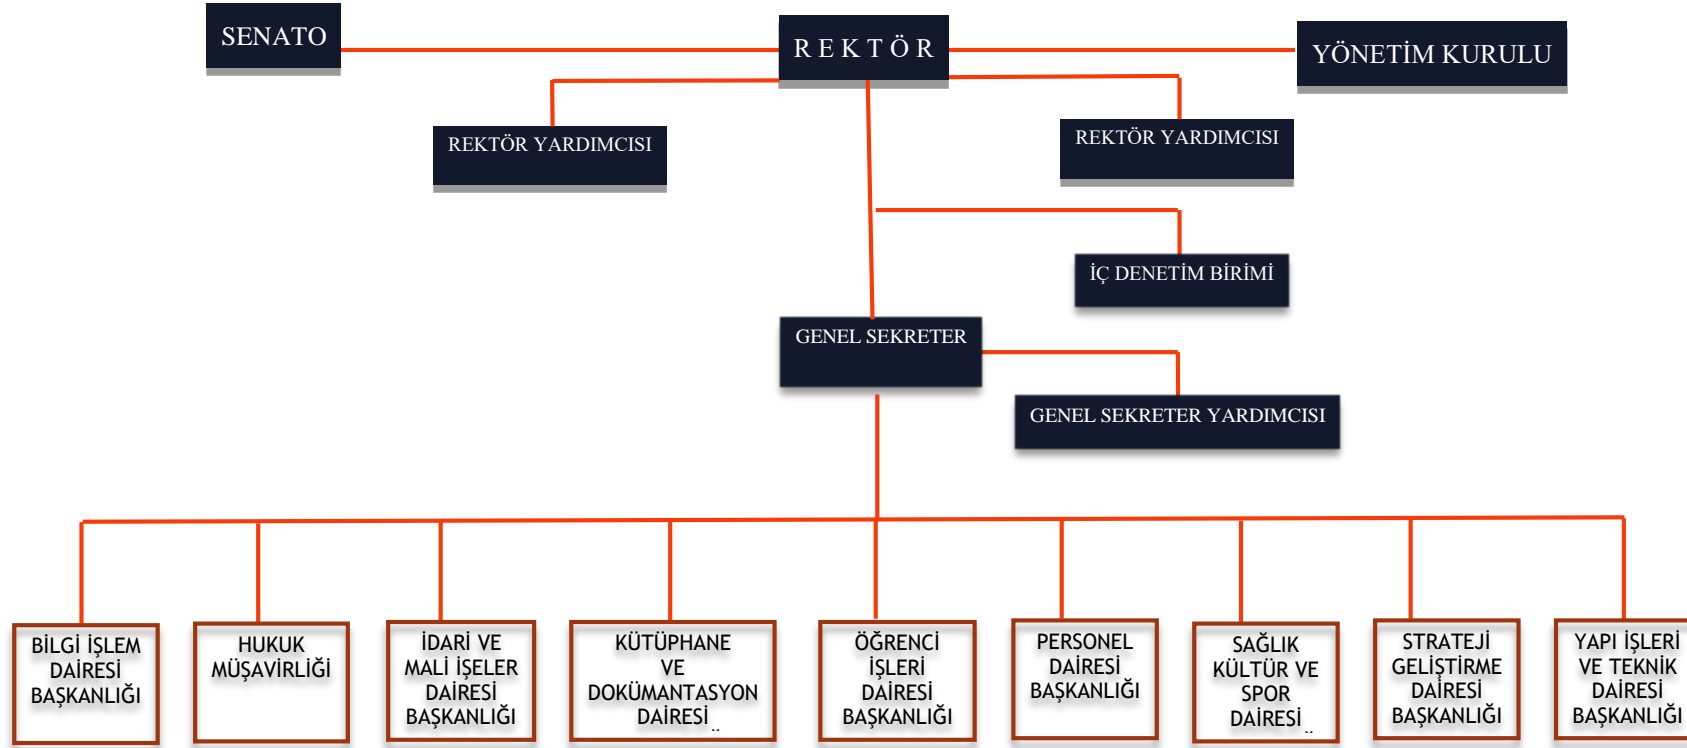 SENATO
R E K T Ö R
YÖNETİM KURULU
REKTÖR YARDIMCISI
REKTÖR YARDIMCISI
İÇ DENETİM BİRİMİ
GENEL SEKRETER
GENEL SEKRETER YARDIMCISI
BİLGİ İŞLEM
DAİRESİ
BAŞKANLIĞI
HUKUK
MÜŞAVİRLİĞİ
İDARİ VE
MALİ İŞELER
DAİRESİ
BAŞKANLIĞI
KÜTÜPHANE
VE
DOKÜMANTASYON
DAİRESİ
ÖĞRENCİ
İŞLERİ
DAİRESİ
BAŞKANLIĞI
PERSONEL
DAİRESİ
BAŞKANLIĞI
SAĞLIK
KÜLTÜR VE
SPOR
DAİRESİ
STRATEJİ
GELİŞTİRME
DAİRESİ
BAŞKANLIĞI
YAPI İŞLERİ
VE TEKNİK
DAİRESİ
BAŞKANLIĞI